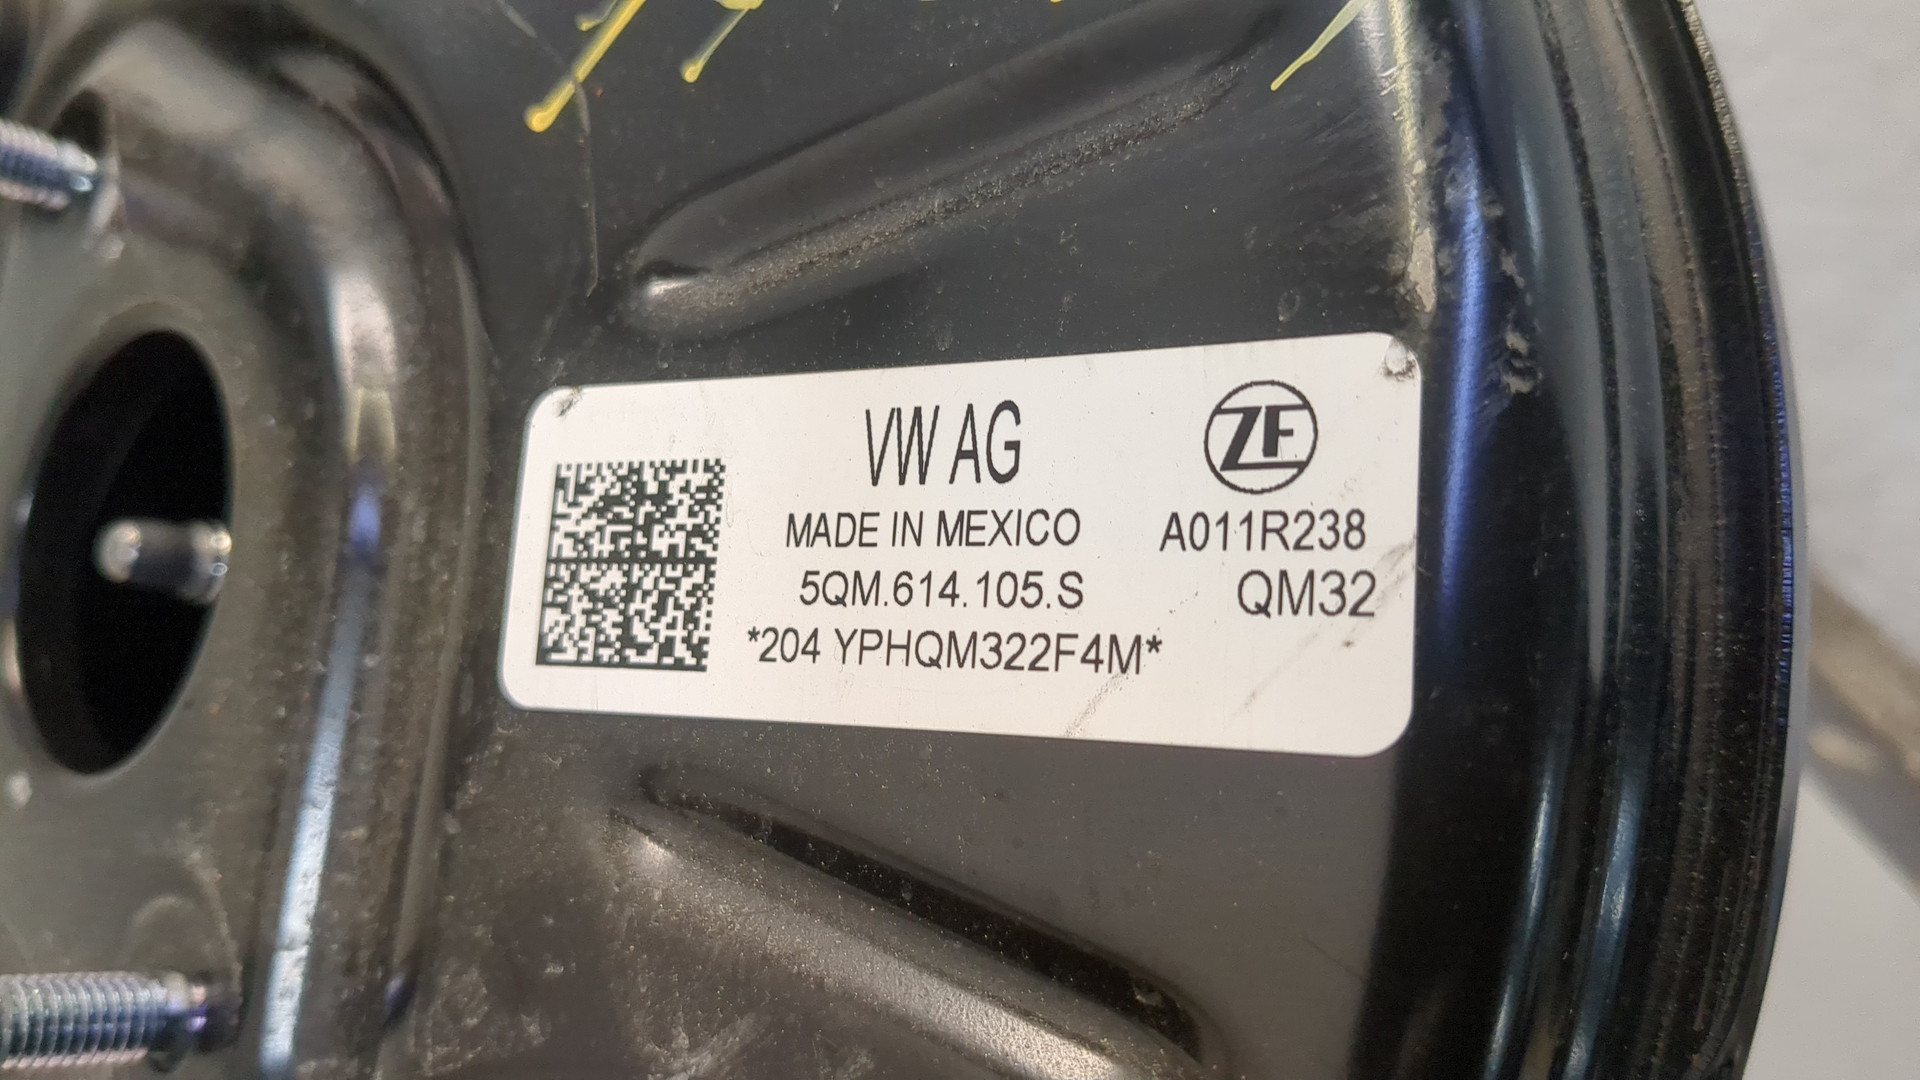 VW AG
ZF
MADE IN MEXICO
A011R238
5QM.614.105.S
QM32
*204 YPHQM322F4M*